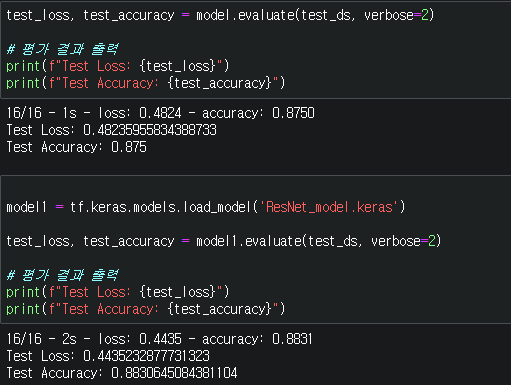 test_loss, test_accuracy = model.evaluate(test_ds, verbose=2)
# 평가 결과 출력
print(f"Test Loss: {test_loss}")
print(f"Test Accuracy: {test_accuracy}")
16/16 - 1s - loss: 0.4824 - accuracy: 0.8750
Test Loss: 0.48235955834388733
Test Accuracy: 0.875
model1 = tf.keras.models.load_model('ResNet_model.keras')
test_loss, test_accuracy = model1.evaluate(test_ds, verbose=2)
# 평가 결과 출력
print(f"Test Loss: {test_loss}")
print(f"Test Accuracy: {test_accuracy}")
16/16 - 2s - loss: 0.4435 - accuracy: 0.8831
Test Loss: 0.4435232877731323
Test Accuracy: 0.8830645084381104